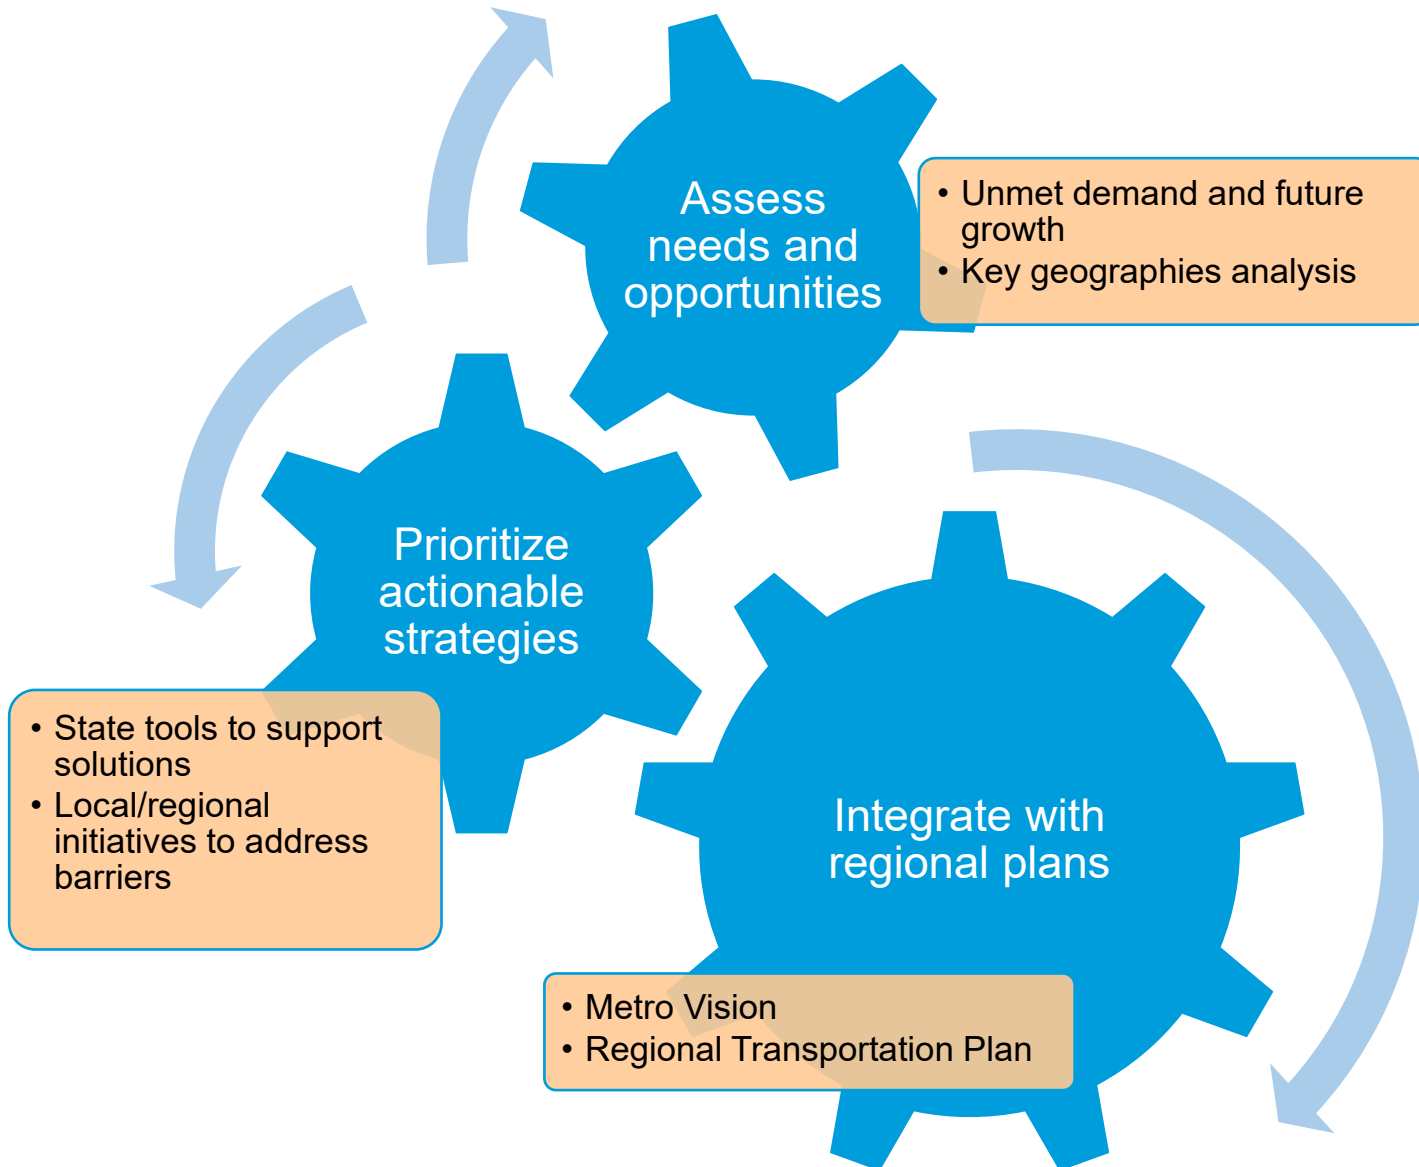 Assess
needs and
opportunities
• Unmet demand and future
growth
• Key geographies analysis
Prioritize
actionable
strategies
• State tools to support
solutions
• Local/regional
initiatives to address
barriers
Integrate with
regional plans
• Metro Vision
• Regional Transportation Plan